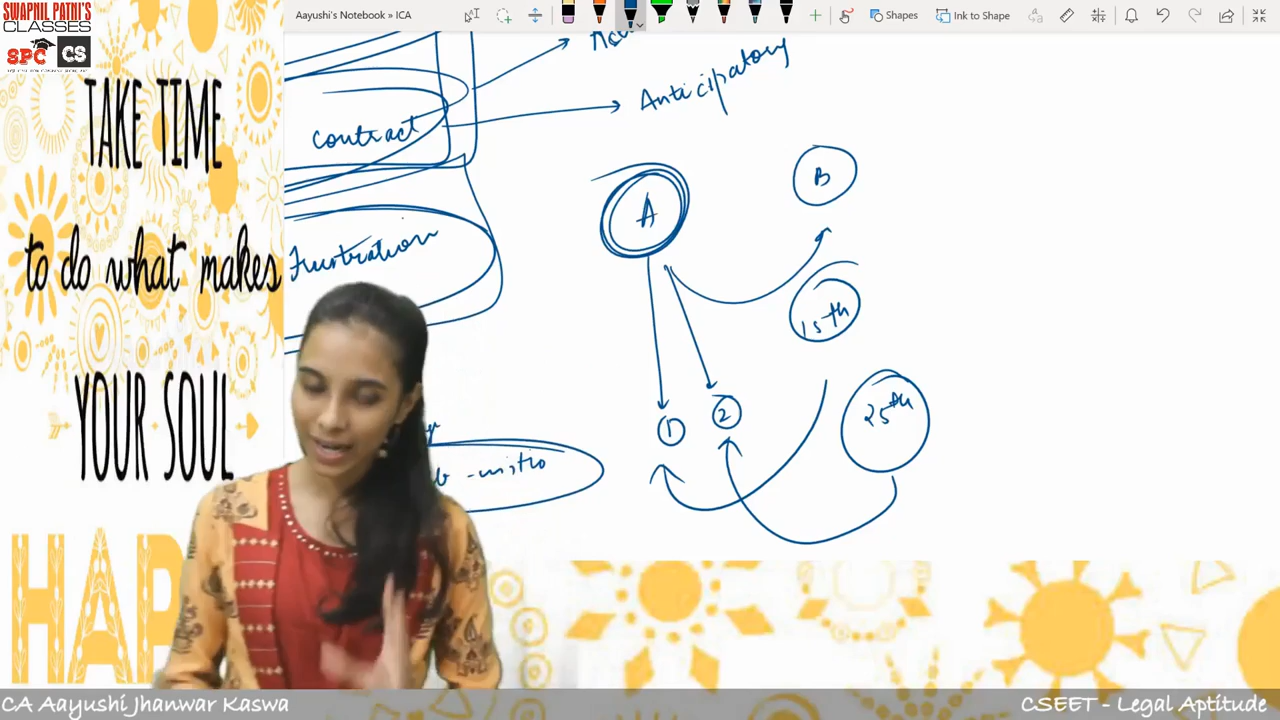 SWAPNIL PATNI'S
CLASSES
SPC CS
Aayushi's Notebook » ICA
Shapes
Ink to Shape
TAKE TIME
to do what makes
YOUR SOUL
HAP
Anticipatory
contract
A
B
frustration
15th
25th
1
2
CA Aayushi Jhanwar Kaswa
CSEET - Legal Aptitude